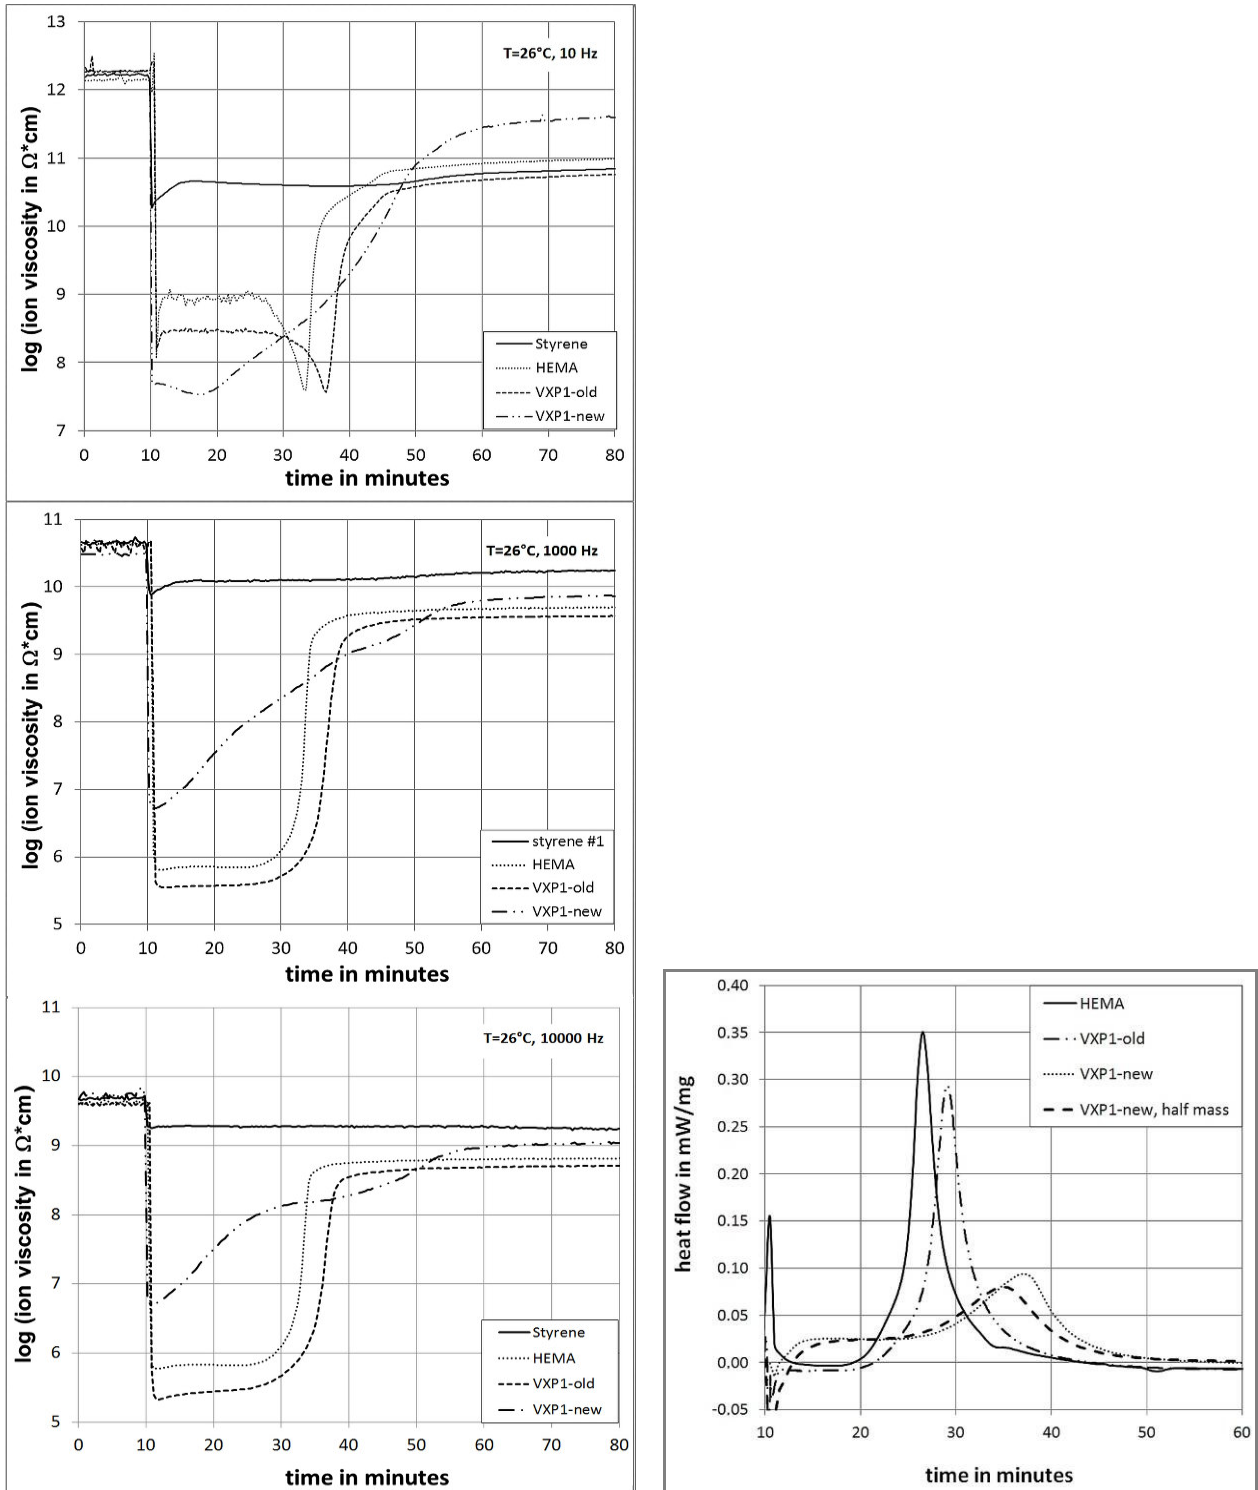 13
12
11
10
9
8
7
log (ion viscosity in Ω*cm)
T=26°C, 10 Hz
Styrene
HEMA
VXP1-old
VXP1-new
0 10 20 30 40 50 60 70 80
time in minutes
11
10
9
8
7
6
5
log (ion viscosity in Ω*cm)
T=26°C, 1000 Hz
styrene #1
HEMA
VXP1-old
VXP1-new
0 10 20 30 40 50 60 70 80
time in minutes
11
10
9
8
7
6
5
log (ion viscosity in Ω*cm)
T=26°C, 10000 Hz
Styrene
HEMA
VXP1-old
VXP1-new
0 10 20 30 40 50 60 70 80
time in minutes
0.40
0.35
0.30
0.25
0.20
0.15
0.10
0.05
0.00
-0.05
heat flow in mW/mg
HEMA
VXP1-old
VXP1-new
VXP1-new, half mass
10 20 30 40 50 60
time in minutes